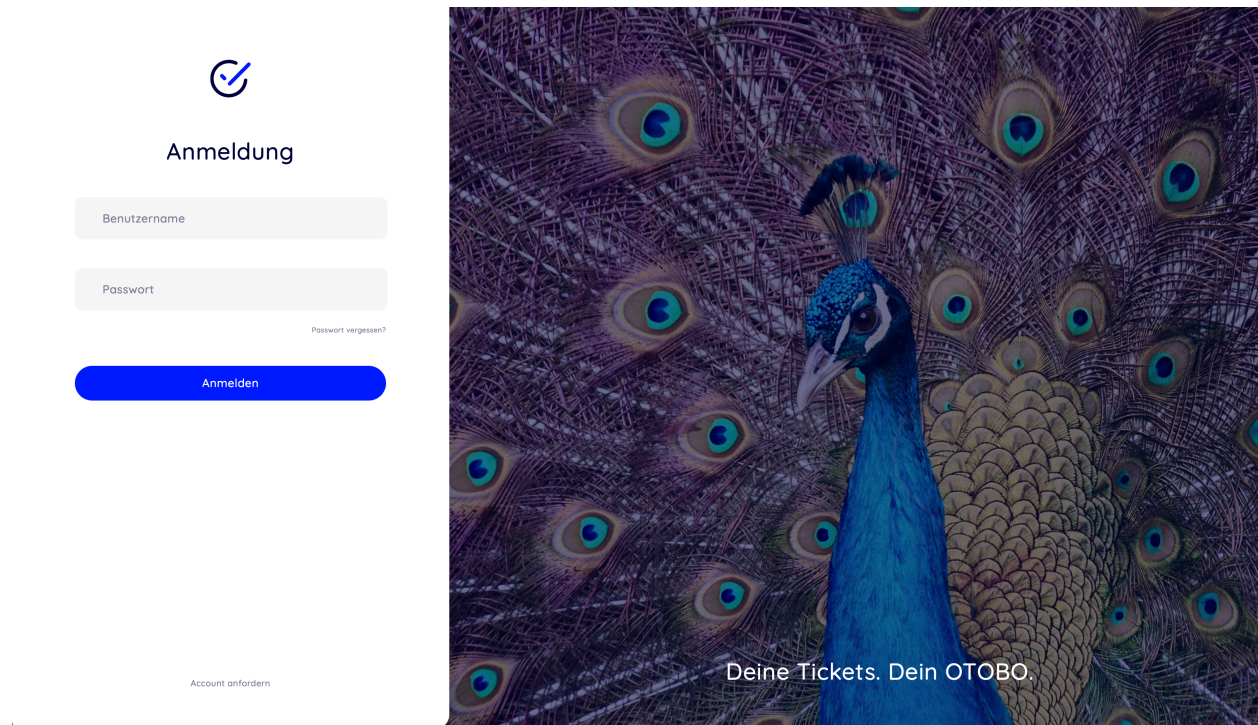 Anmeldung
Benutzername
Passwort
Passwort vergessen?
Anmelden
Account anfordern
Deine Tickets. Dein OTOBO.